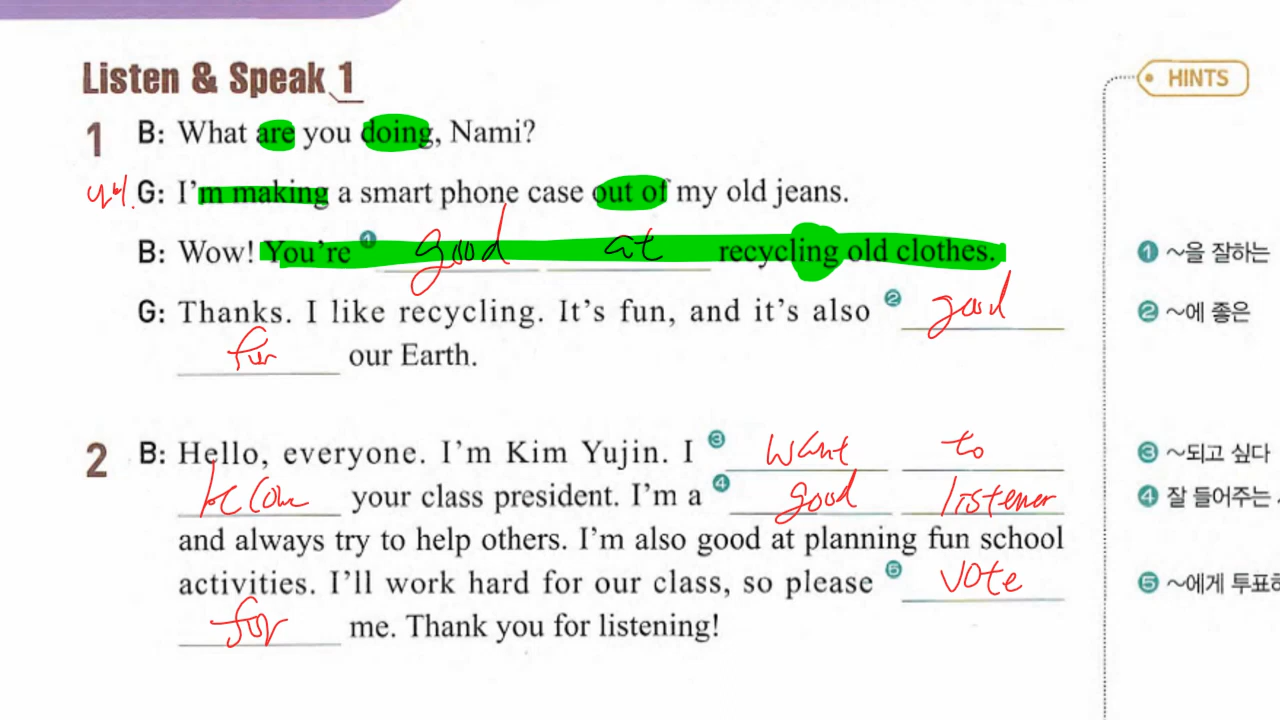 Listen & Speak 1
HINTS
1 B: What are you doing, Nami?
G: I'm making a smart phone case out of my old jeans.
B: Wow! You're ❶ good at recycling old clothes.
❶ ~을 잘하는
G: Thanks. I like recycling. It's fun, and it's also ❷ good
❷ ~에 좋은
for our Earth.
2 B: Hello, everyone. I'm Kim Yujin. I ❸ want to
❸ ~되고 싶다
become your class president. I'm a ❹ good listener
❹ 잘 들어주는
and always try to help others. I'm also good at planning fun school
activities. I'll work hard for our class, so please ❺ vote
❺ ~에게 투표
for me. Thank you for listening!